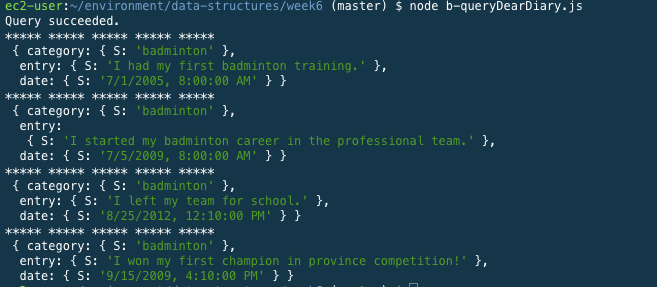 ec2-user:~/environment/data-structures/week6 (master) $ node b-queryDearDiary.js
Query succeeded.
***** ***** ***** ***** *****
{ category: { S: 'badminton' },
entry: { S: 'I had my first badminton training.' },
date: { S: '7/1/2005, 8:00:00 AM' } }
***** ***** ***** ***** *****
{ category: { S: 'badminton' },
entry:
{ S: 'I started my badminton career in the professional team.' },
date: { S: '7/5/2009, 8:00:00 AM' } }
***** ***** ***** ***** *****
{ category: { S: 'badminton' },
entry: { S: 'I left my team for school.' },
date: { S: '8/25/2012, 12:10:00 PM' } }
***** ***** ***** ***** *****
{ category: { S: 'badminton' },
entry: { S: 'I won my first champion in province competition!' },
date: { S: '9/15/2009, 4:10:00 PM' } }